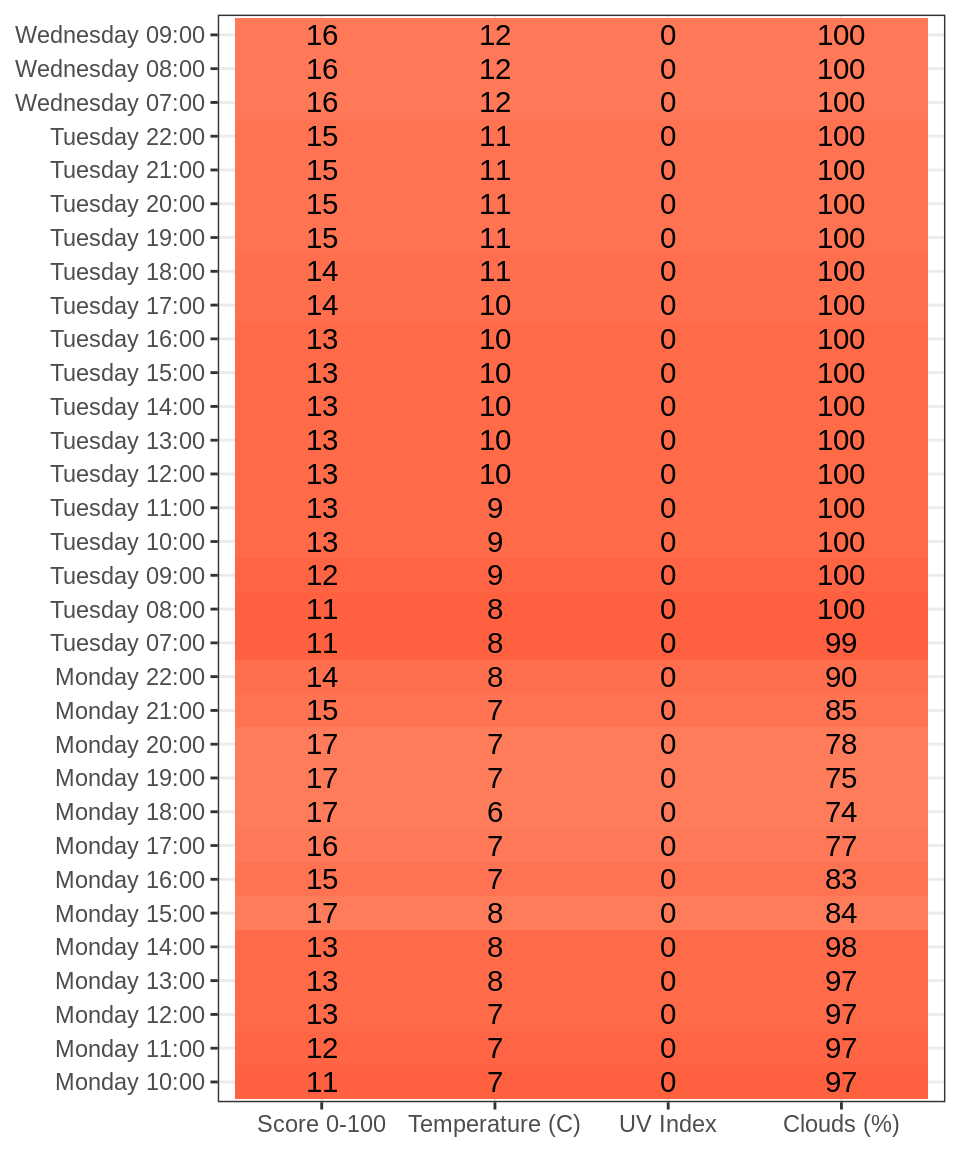 Wednesday 09:00 16 12 0 100
Wednesday 08:00 16 12 0 100
Wednesday 07:00 16 12 0 100
Tuesday 22:00 15 11 0 100
Tuesday 21:00 15 11 0 100
Tuesday 20:00 15 11 0 100
Tuesday 19:00 15 11 0 100
Tuesday 18:00 14 11 0 100
Tuesday 17:00 14 10 0 100
Tuesday 16:00 13 10 0 100
Tuesday 15:00 13 10 0 100
Tuesday 14:00 13 10 0 100
Tuesday 13:00 13 10 0 100
Tuesday 12:00 13 10 0 100
Tuesday 11:00 13 9 0 100
Tuesday 10:00 13 9 0 100
Tuesday 09:00 12 9 0 100
Tuesday 08:00 11 8 0 100
Tuesday 07:00 11 8 0 99
Monday 22:00 14 8 0 90
Monday 21:00 15 7 0 85
Monday 20:00 17 7 0 78
Monday 19:00 17 7 0 75
Monday 18:00 17 6 0 74
Monday 17:00 16 7 0 77
Monday 16:00 15 7 0 83
Monday 15:00 17 8 0 84
Monday 14:00 13 8 0 98
Monday 13:00 13 8 0 97
Monday 12:00 13 7 0 97
Monday 11:00 12 7 0 97
Monday 10:00 11 7 0 97
Score 0-100 Temperature (C) UV Index Clouds (%)